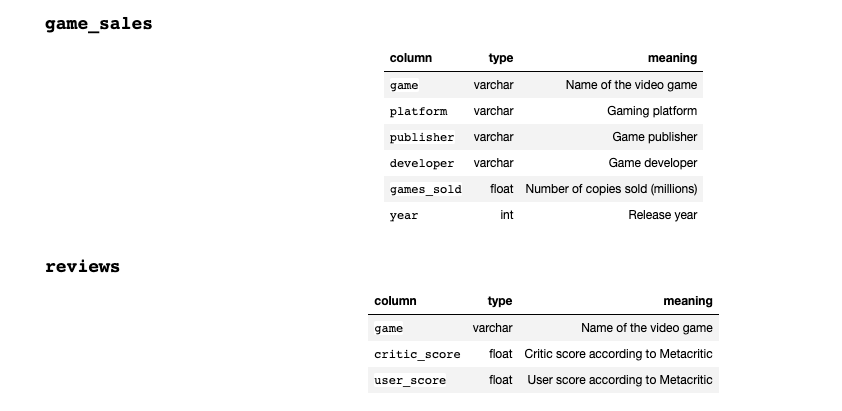 game_sales
column type meaning
game varchar Name of the video game
platform varchar Gaming platform
publisher varchar Game publisher
developer varchar Game developer
games_sold float Number of copies sold (millions)
year int Release year
reviews
column type meaning
game varchar Name of the video game
critic_score float Critic score according to Metacritic
user_score float User score according to Metacritic